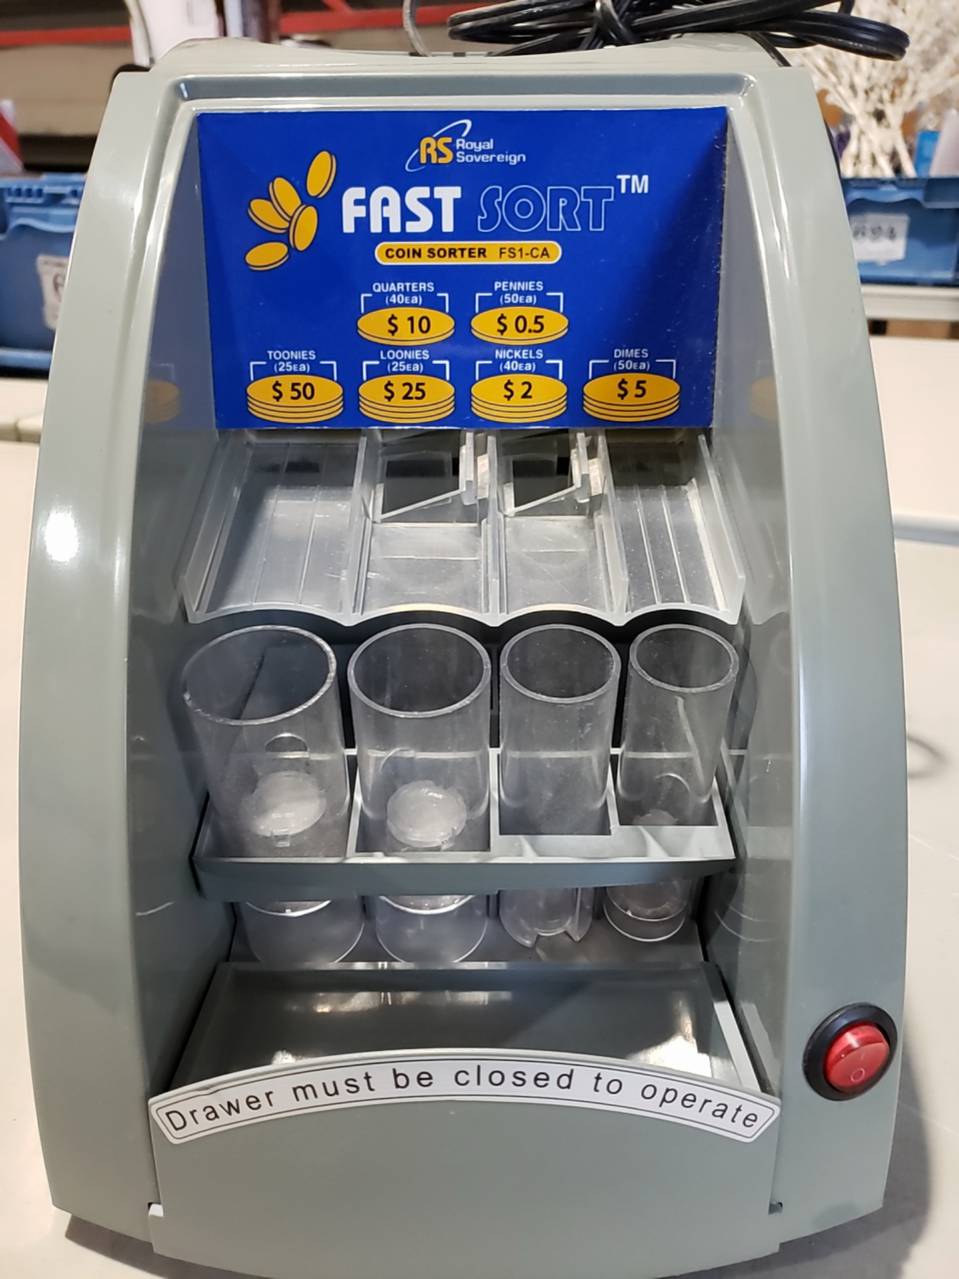 RS Royal
Sovereign
FAST SORT™
COIN SORTER FS1-CA
QUARTERS PENNIES
(40EA) (50EA)
$ 10 $ 0.5
TOONIES LOONIES NICKELS DIMES
(25EA) (25EA) (40EA) (50EA)
$ 50 $ 25 $ 2 $ 5
Drawer must be closed to operate